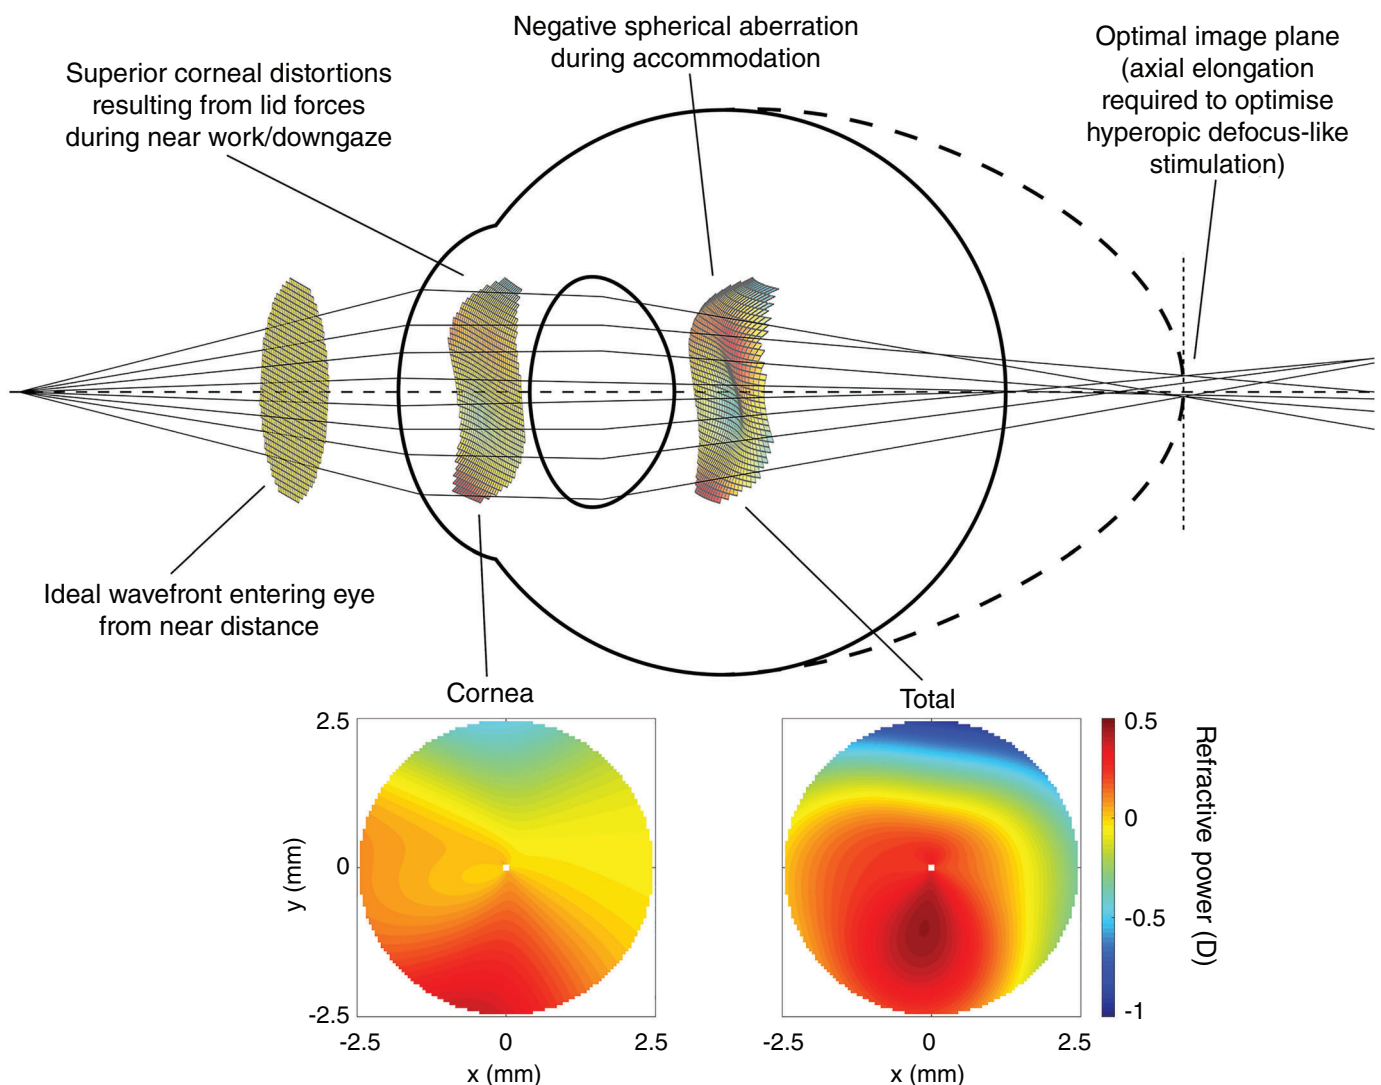 Negative spherical aberration
during accommodation
Optimal image plane
(axial elongation
required to optimise
hyperopic defocus-like
stimulation)
Superior corneal distortions
resulting from lid forces
during near work/downgaze
Ideal wavefront entering eye
from near distance
Cornea
2.5
0
-2.5
y (mm)
-2.5
0
2.5
x (mm)
Total
-2.5
0
2.5
x (mm)
0.5
0
-0.5
-1
Refractive power (D)